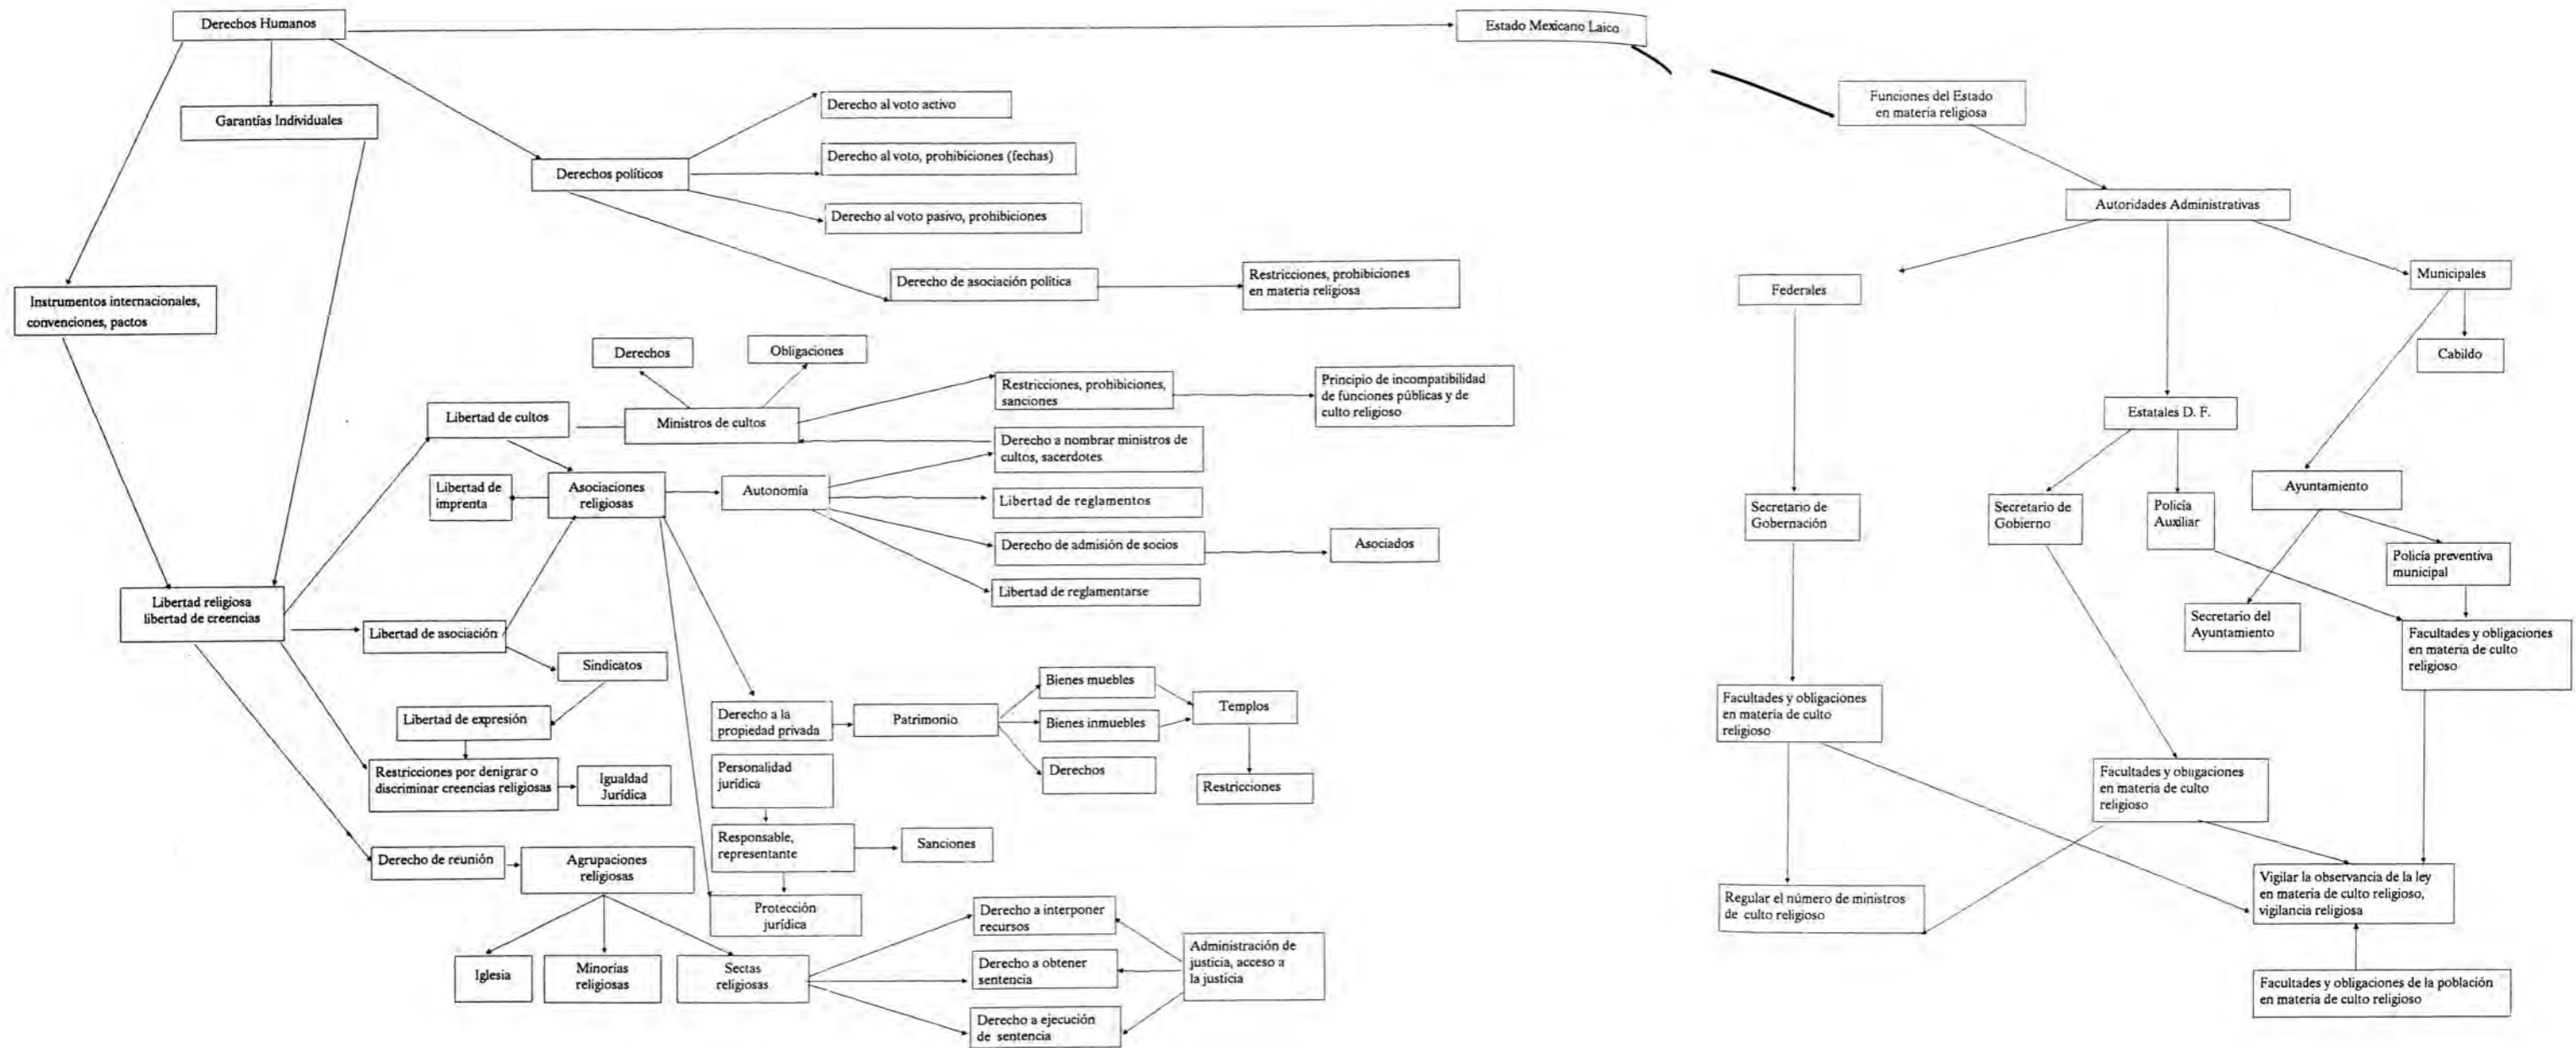 Derechos Humanos
Estado Mexicano Laico
Garantías Individuales
Funciones del Estado
en materia religiosa
Derecho al voto activo
Derecho al voto, prohibiciones (fechas)
Derechos políticos
Derecho al voto pasivo, prohibiciones
Autoridades Administrativas
Derecho de asociación política
Restricciones, prohibiciones
en materia religiosa
Instrumentos internacionales,
convenciones, pactos
Federales
Municipales
Cabildo
Derechos
Obligaciones
Restricciones, prohibiciones,
sanciones
Principio de incompatibilidad
de funciones públicas y de
culto religioso
Libertad de cultos
Ministros de cultos
Estatales D. F.
Derecho a nombrar ministros de
cultos, sacerdotes
Libertad de
imprenta
Asociaciones
religiosas
Autonomía
Libertad de reglamentos
Derecho de admisión de socios
Asociados
Libertad de reglamentarse
Ayuntamiento
Secretario de
Gobernación
Secretario de
Gobierno
Policía
Auxiliar
Policía preventiva
municipal
Secretario del
Ayuntamiento
Facultades y obligaciones
en materia de culto
religioso
Libertad religiosa
libertad de creencias
Libertad de asociación
Sindicatos
Libertad de expresión
Restricciones por denigrar o
discriminar creencias religiosas
Igualdad
Jurídica
Derecho a la
propiedad privada
Patrimonio
Bienes muebles
Bienes inmuebles
Derechos
Templos
Restricciones
Personalidad
jurídica
Responsable,
representante
Sanciones
Protección
jurídica
Facultades y obligaciones
en materia de culto
religioso
Facultades y obligaciones
en materia de culto
religioso
Derecho de reunión
Agrupaciones
religiosas
Iglesia
Minorías
religiosas
Sectas
religiosas
Derecho a interponer
recursos
Derecho a obtener
sentencia
Derecho a ejecución
de sentencia
Administración de
justicia, acceso a
la justicia
Regular el número de ministros
de culto religioso
Vigilar la observancia de la ley
en materia de culto religioso,
vigilancia religiosa
Facultades y obligaciones de la población
en materia de culto religioso